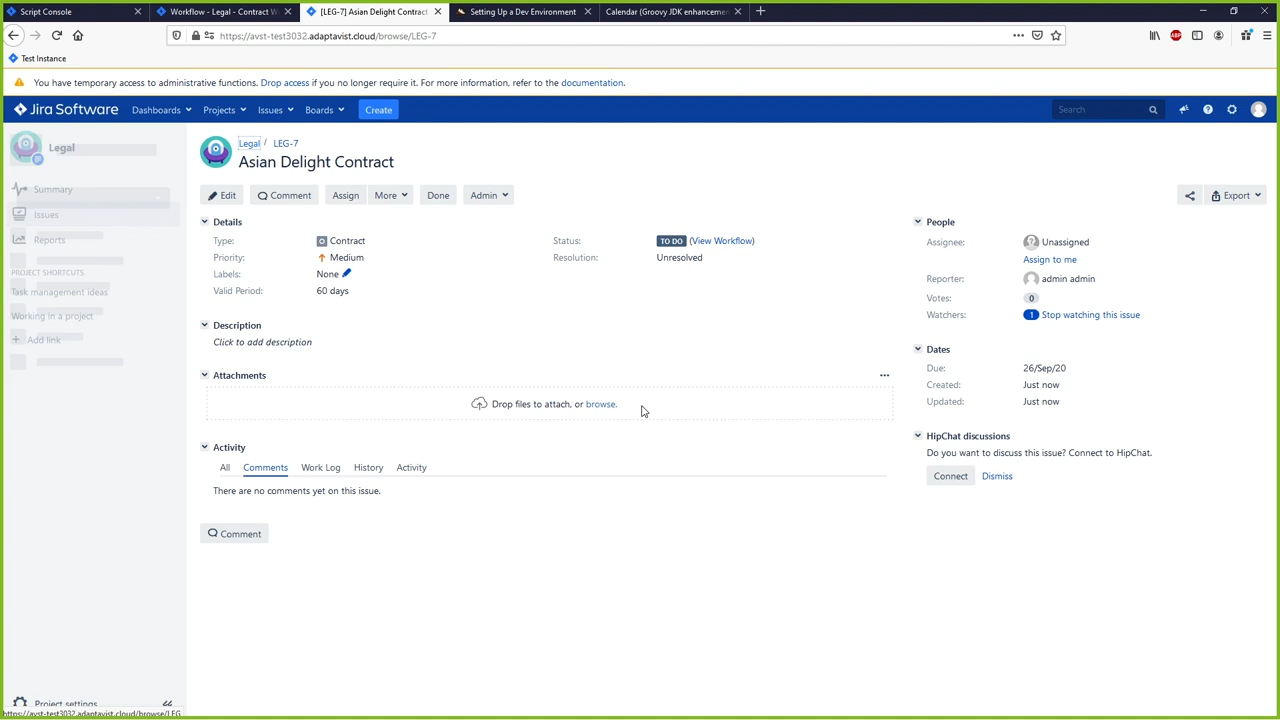 Script Console
Workflow - Legal - Contract W
[LEG-7] Asian Delight Contract
Setting Up a Dev Environment
Calendar (Groovy JDK enhancemen
https://avst-test3032.adaptavist.cloud/browse/LEG-7
ABP
Test Instance
You have temporary access to administrative functions. Drop access if you no longer require it. For more information, refer to the documentation.
Jira Software
Dashboards
Projects
Issues
Boards
Create
Search
Legal
Summary
Issues
Reports
PROJECT SHORTCUTS
Task management ideas
Working in a project
+ Add link
Project settings
https://avst-test3032.adaptavist.cloud/browse/LEG
Legal / LEG-7
Asian Delight Contract
Edit
Comment
Assign
More
Done
Admin
Export
Details
Type: Contract
Priority: Medium
Labels: None
Valid Period: 60 days
Status: TO DO (View Workflow)
Resolution: Unresolved
Description
Click to add description
Attachments
Drop files to attach, or browse.
Activity
All Comments Work Log History Activity
There are no comments yet on this issue.
Comment
People
Assignee: Unassigned
Assign to me
Reporter: admin admin
Votes: 0
Watchers: 1 Stop watching this issue
Dates
Due: 26/Sep/20
Created: Just now
Updated: Just now
HipChat discussions
Do you want to discuss this issue? Connect to HipChat.
Connect Dismiss